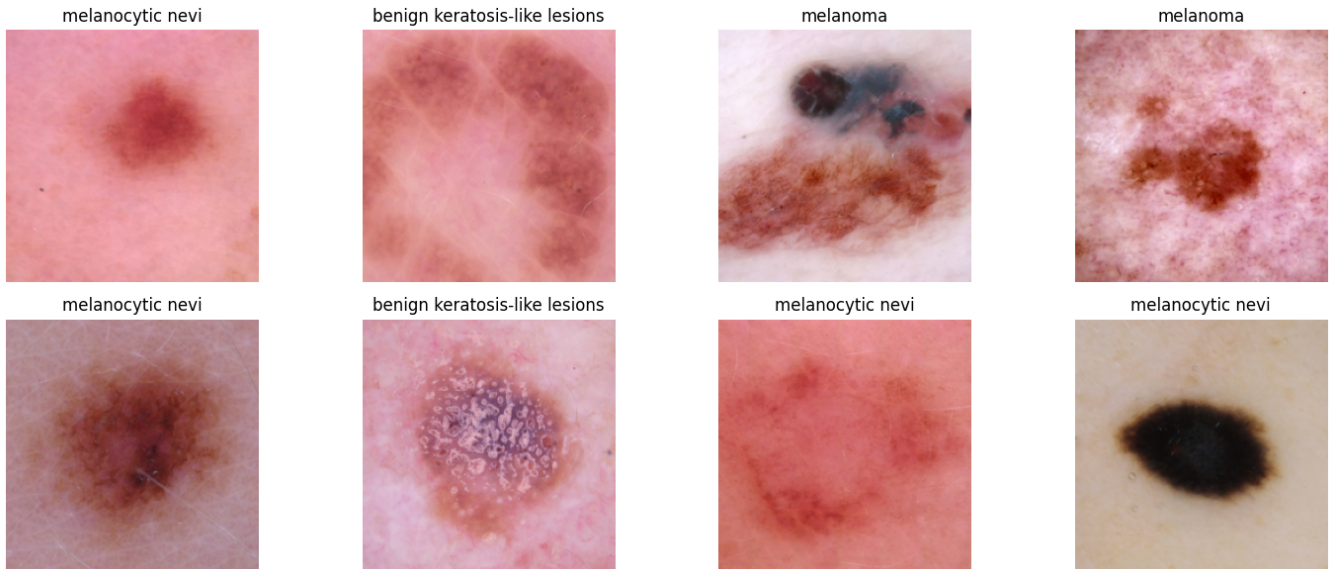 melanocytic nevi
benign keratosis-like lesions
melanoma
melanoma
melanocytic nevi
benign keratosis-like lesions
melanocytic nevi
melanocytic nevi